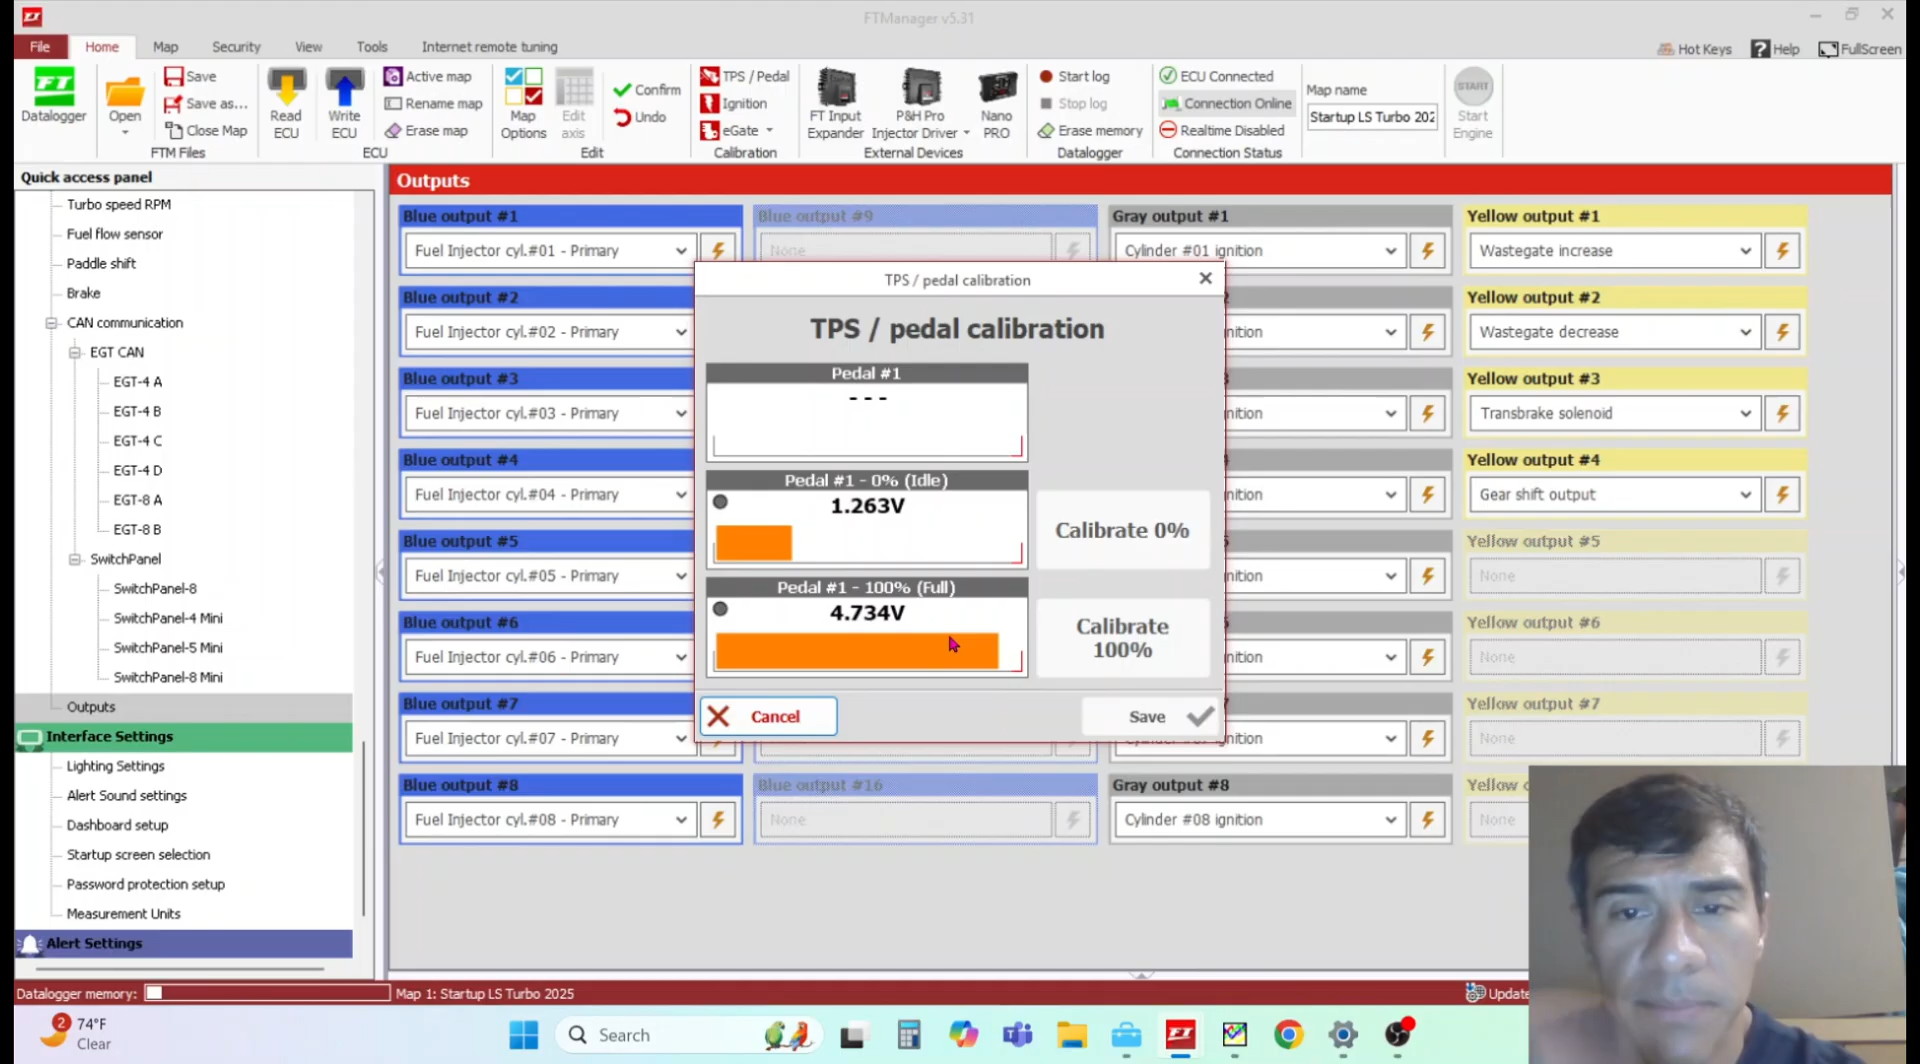 FTManager v5.31
File Home Map Security View Tools Internet remote tuning
Hot Keys Help FullScreen
Datalogger
Open
Save
Save as...
Close Map
FTM Files
Read ECU
Write ECU
Active map
Rename map
Erase map
ECU
Map Options
Edit axis
Confirm
Undo
Edit
TPS / Pedal
Ignition
eGate
Calibration
FT Input Expander
P&H Pro Injector Driver
Nano PRO
External Devices
Start log
Stop log
Erase memory
Datalogger
ECU Connected
Connection Online
Realtime Disabled
Connection Status
Map name
Startup LS Turbo 202
START
Start Engine
Quick access panel
Turbo speed RPM
Fuel flow sensor
Paddle shift
Brake
CAN communication
EGT CAN
EGT-4 A
EGT-4 B
EGT-4 C
EGT-4 D
EGT-8 A
EGT-8 B
SwitchPanel
SwitchPanel-8
SwitchPanel-4 Mini
SwitchPanel-5 Mini
SwitchPanel-8 Mini
Outputs
Interface Settings
Lighting Settings
Alert Sound settings
Dashboard setup
Startup screen selection
Password protection setup
Measurement Units
Alert Settings
Outputs
Blue output #1
Fuel Injector cyl.#01 - Primary
Blue output #2
Fuel Injector cyl.#02 - Primary
Blue output #3
Fuel Injector cyl.#03 - Primary
Blue output #4
Fuel Injector cyl.#04 - Primary
Blue output #5
Fuel Injector cyl.#05 - Primary
Blue output #6
Fuel Injector cyl.#06 - Primary
Blue output #7
Fuel Injector cyl.#07 - Primary
Blue output #8
Fuel Injector cyl.#08 - Primary
Blue output #9
None
Blue output #16
None
Gray output #1
Cylinder #01 ignition
Gray output #8
Cylinder #08 ignition
Yellow output #1
Wastegate increase
Yellow output #2
Wastegate decrease
Yellow output #3
Transbrake solenoid
Yellow output #4
Gear shift output
Yellow output #5
None
Yellow output #6
None
Yellow output #7
None
None
TPS / pedal calibration
TPS / pedal calibration
Pedal #1
- - -
Pedal #1 - 0% (Idle)
1.263V
Calibrate 0%
Pedal #1 - 100% (Full)
4.734V
Calibrate
100%
Cancel
Save
Datalogger memory:
Map 1: Startup LS Turbo 2025
Update
2
74°F
Clear
Search